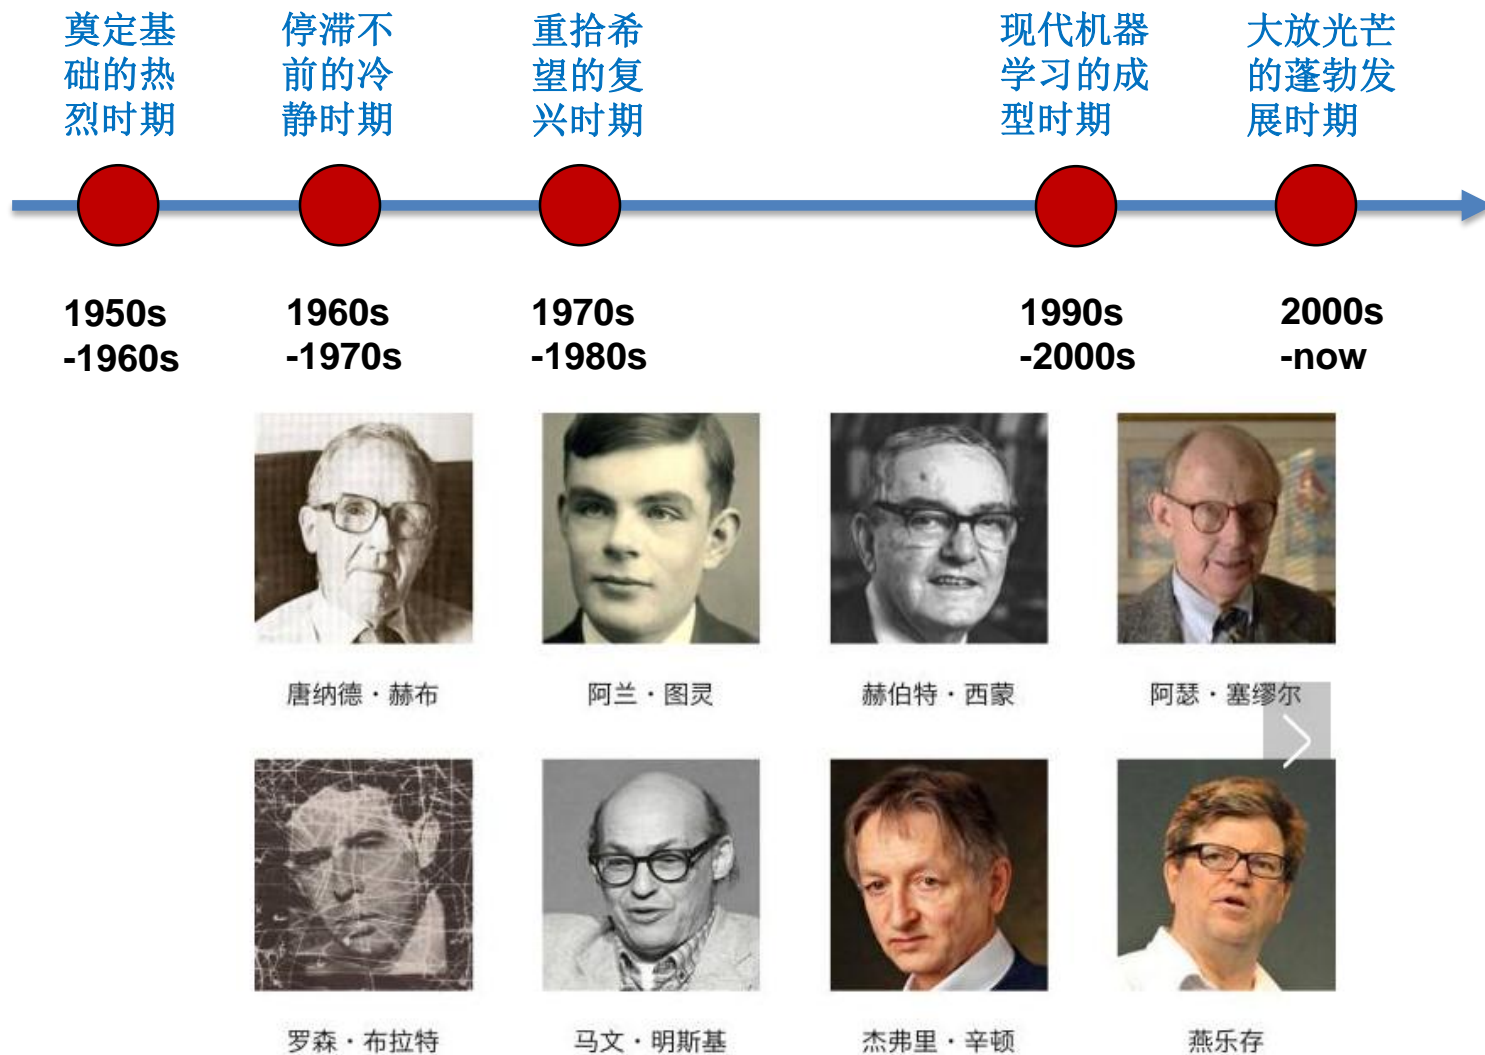 奠定基
础的热
烈时期
停滞不
前的冷
静时期
重拾希
望的复
兴时期
现代机器
学习的成
型时期
大放光芒
的蓬勃发
展时期
1950s
-1960s
1960s
-1970s
1970s
-1980s
1990s
-2000s
2000s
-now
唐纳德·赫布
阿兰·图灵
赫伯特·西蒙
阿瑟·塞缪尔
罗森·布拉特
马文·明斯基
杰弗里·辛顿
燕乐存